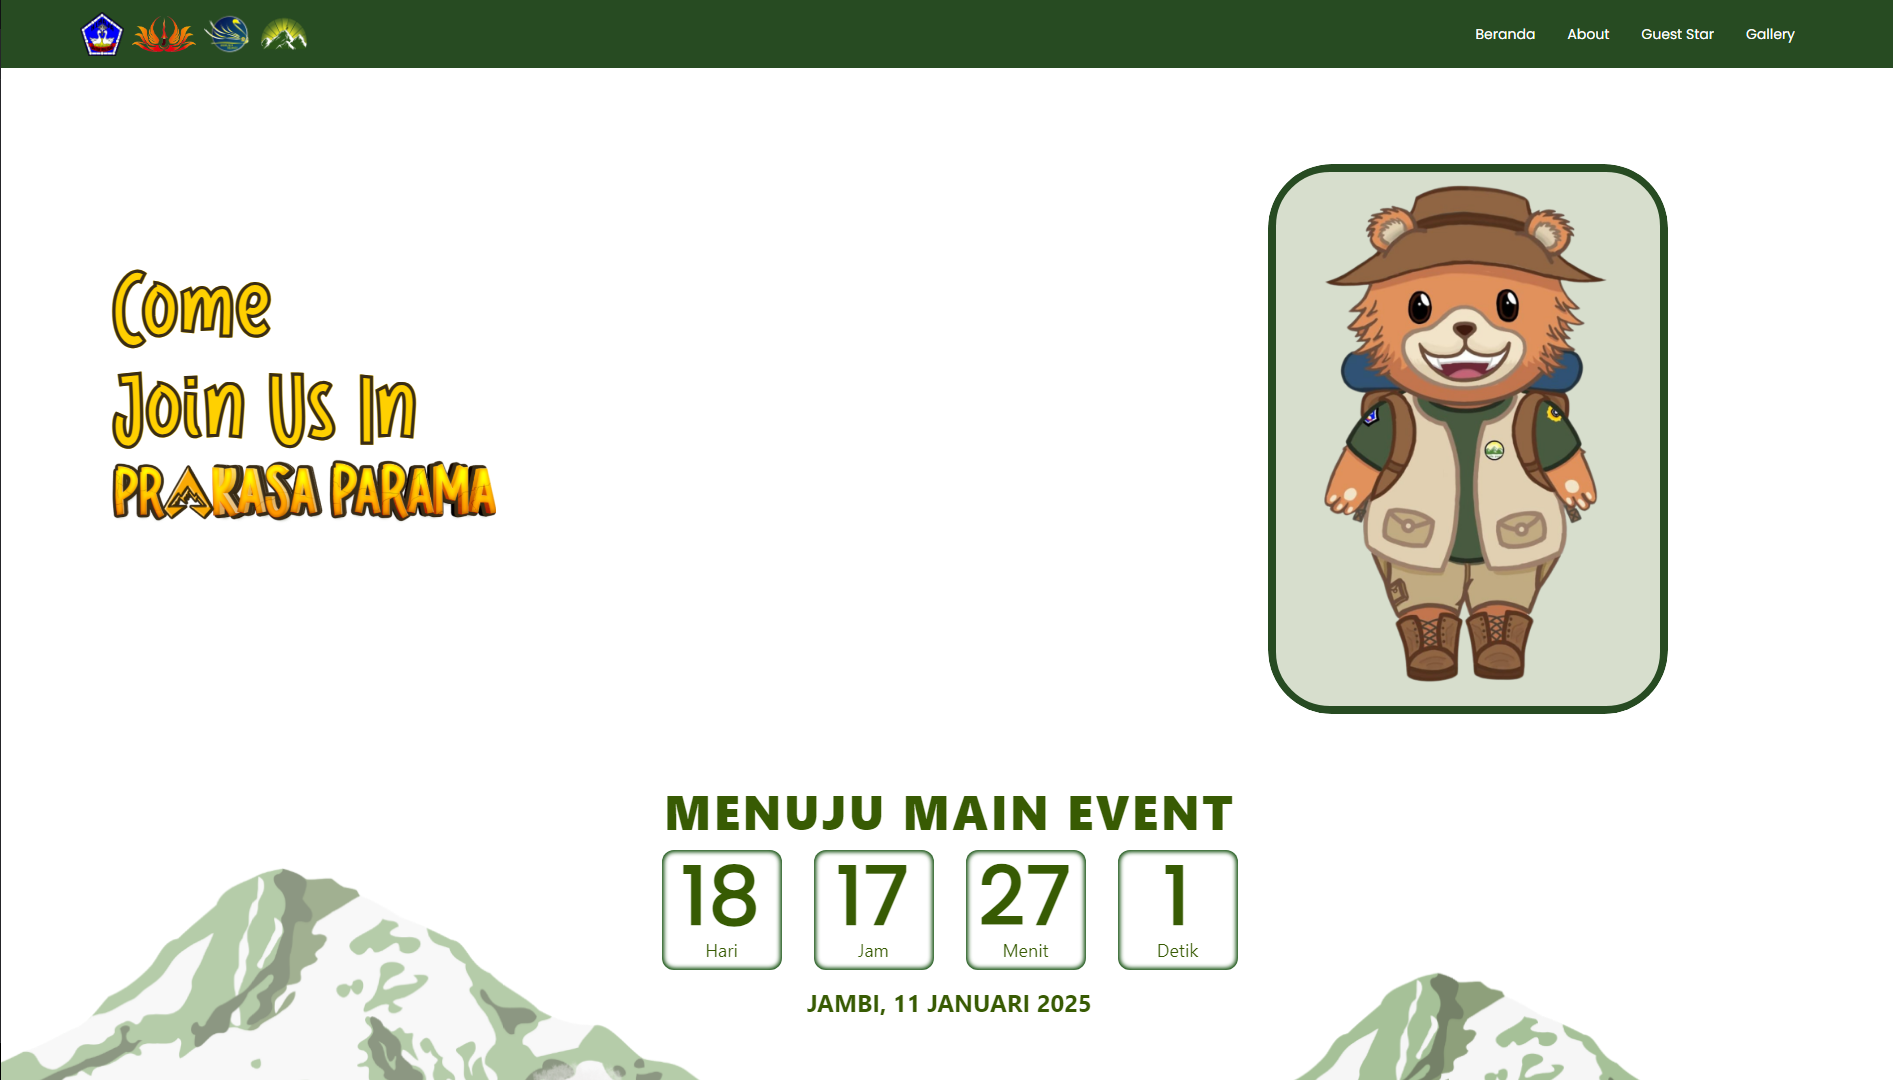 Beranda About Guest Star Gallery
Come
Join Us In
PRAKASA PARAMA
MENUJU MAIN EVENT
18 17 27 1
Hari Jam Menit Detik
JAMBI, 11 JANUARI 2025